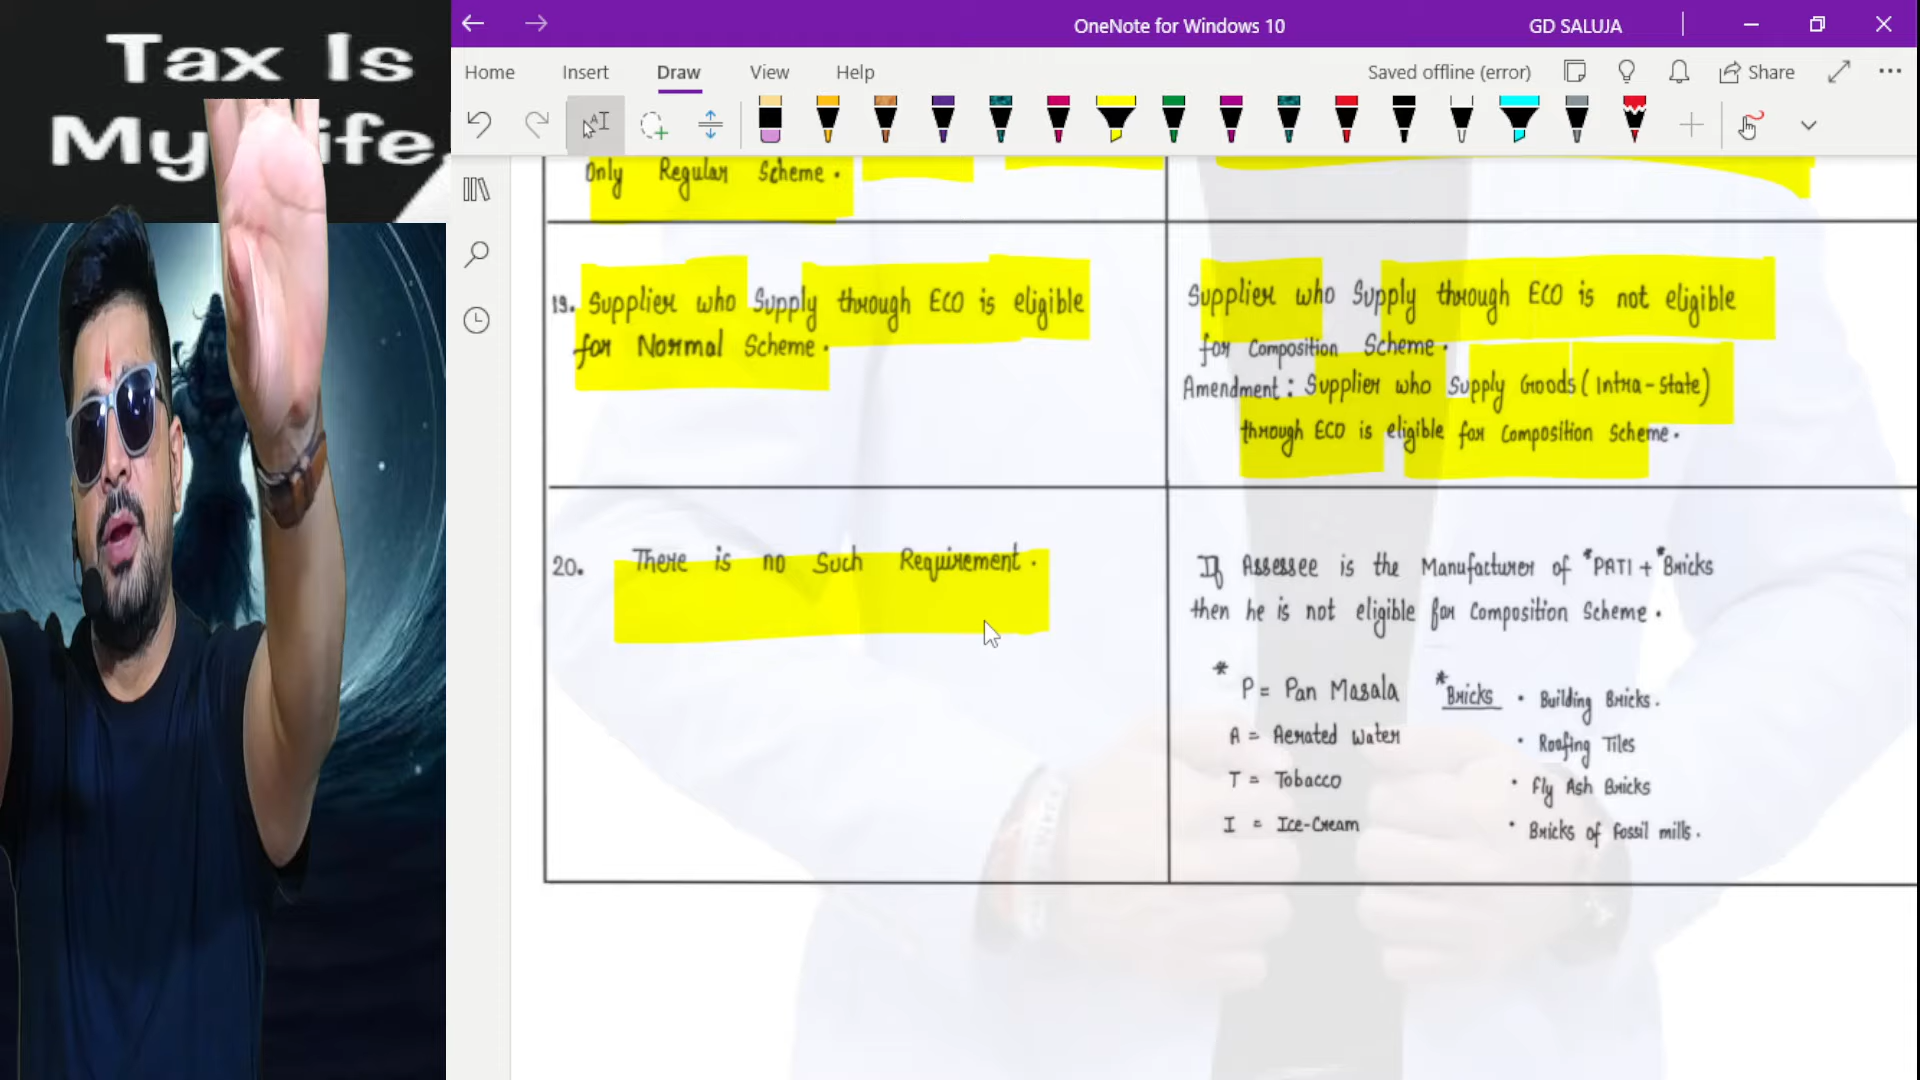 Tax Is
My Life.
OneNote for Windows 10
GD SALUJA
Home Insert Draw View Help
Saved offline (error)
Share
Only Regular Scheme.
19. Supplier who Supply through ECO is eligible
for Normal Scheme.
Supplier who Supply through ECO is not eligible
for Composition Scheme.
Amendment: Supplier who Supply Goods (Intra-state)
through ECO is eligible for Composition Scheme.
20. There is no Such Requirement.
If Assessee is the Manufacturer of *PATI + *Bricks
then he is not eligible for Composition Scheme.
* P = Pan Masala
A = Aerated Water
T = Tobacco
I = Ice-Cream
*Bricks • Building Bricks.
• Roofing Tiles
• Fly Ash Bricks
• Bricks of fossil mills.